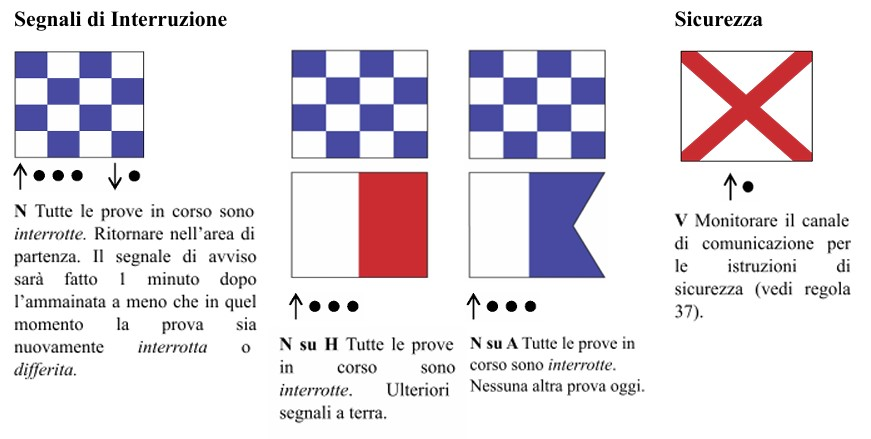 Segnali di Interruzione
N Tutte le prove in corso sono
interrotte. Ritornare nell'area di
partenza. Il segnale di avviso
sarà fatto 1 minuto dopo
l'ammainata a meno che in quel
momento la prova sia
nuovamente interrotta o
differita.
N su H Tutte le prove
in corso sono
interrotte. Ulteriori
segnali a terra.
N su A Tutte le prove in
corso sono interrotte.
Nessuna altra prova oggi.
Sicurezza
V Monitorare il canale
di comunicazione per
le istruzioni di
sicurezza (vedi regola
37).